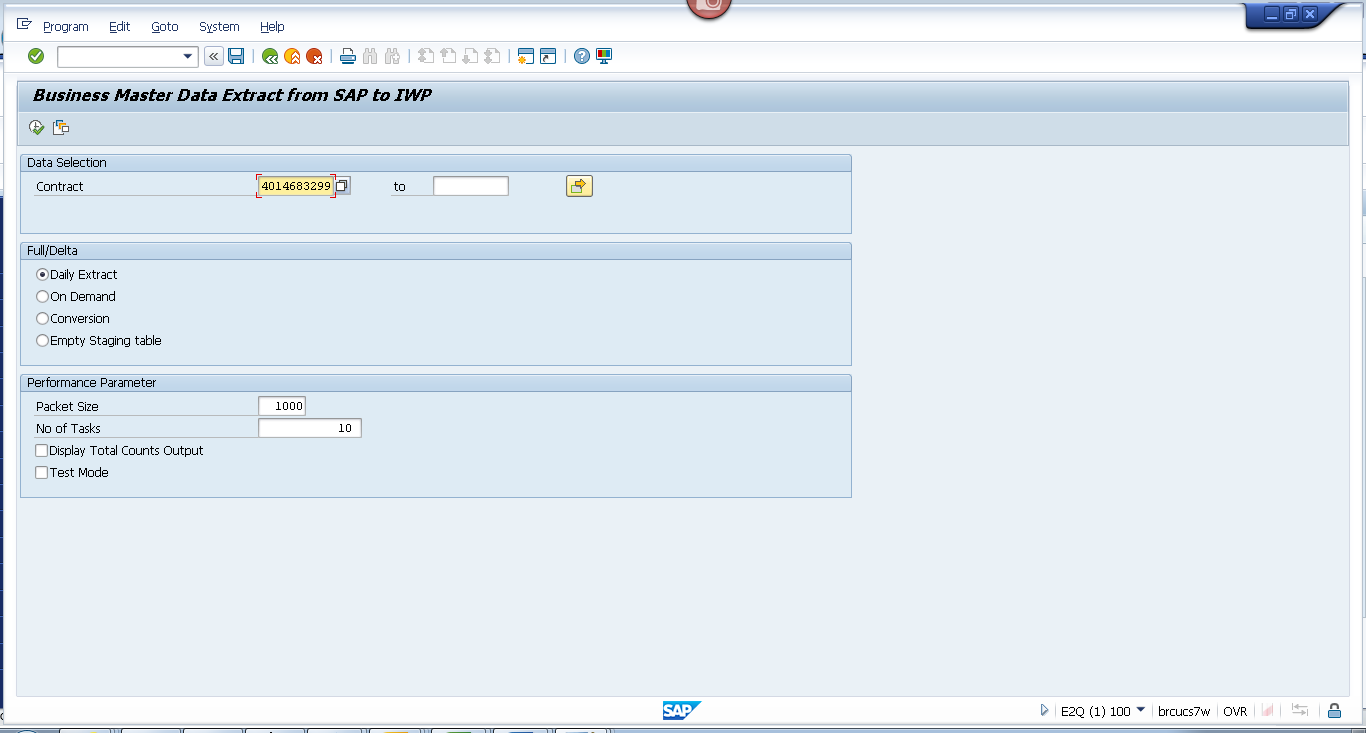 Program Edit Goto System Help
Business Master Data Extract from SAP to IWP
Data Selection
Contract 4014683299 to
Full/Delta
Daily Extract
On Demand
Conversion
Empty Staging table
Performance Parameter
Packet Size 1000
No of Tasks 10
Display Total Counts Output
Test Mode
SAP E2Q (1) 100 brcucs7w OVR